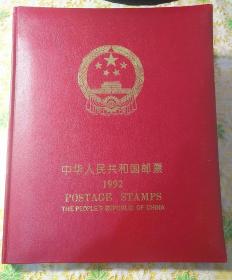 中华人民共和国邮票
1992
POSTAGE STAMPS
THE PEOPLE'S REPUBLIC OF CHINA